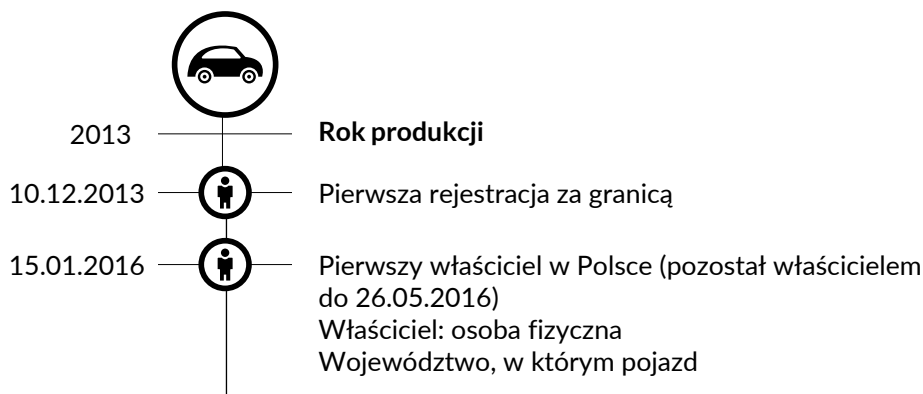 2013 Rok produkcji
10.12.2013 Pierwsza rejestracja za granicą
15.01.2016 Pierwszy właściciel w Polsce (pozostał właścicielem
do 26.05.2016)
Właściciel: osoba fizyczna
Województwo, w którym pojazd